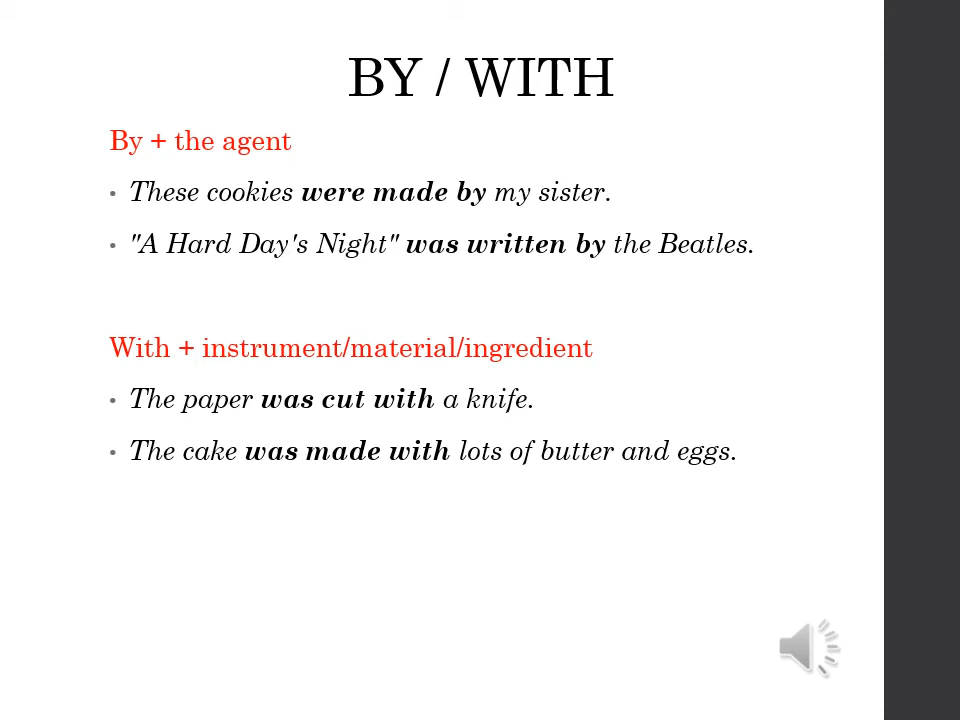 BY / WITH
By + the agent
• These cookies were made by my sister.
• "A Hard Day's Night" was written by the Beatles.
With + instrument/material/ingredient
• The paper was cut with a knife.
• The cake was made with lots of butter and eggs.